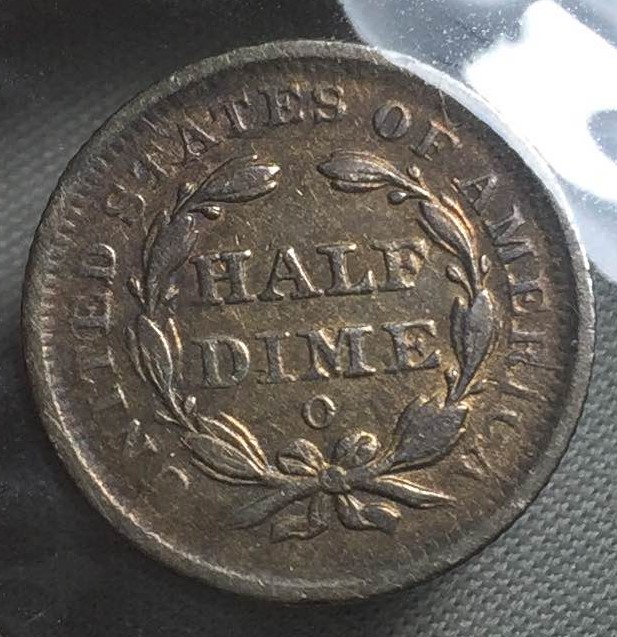 UNITED STATES OF AMERICA
HALF
DIME
O